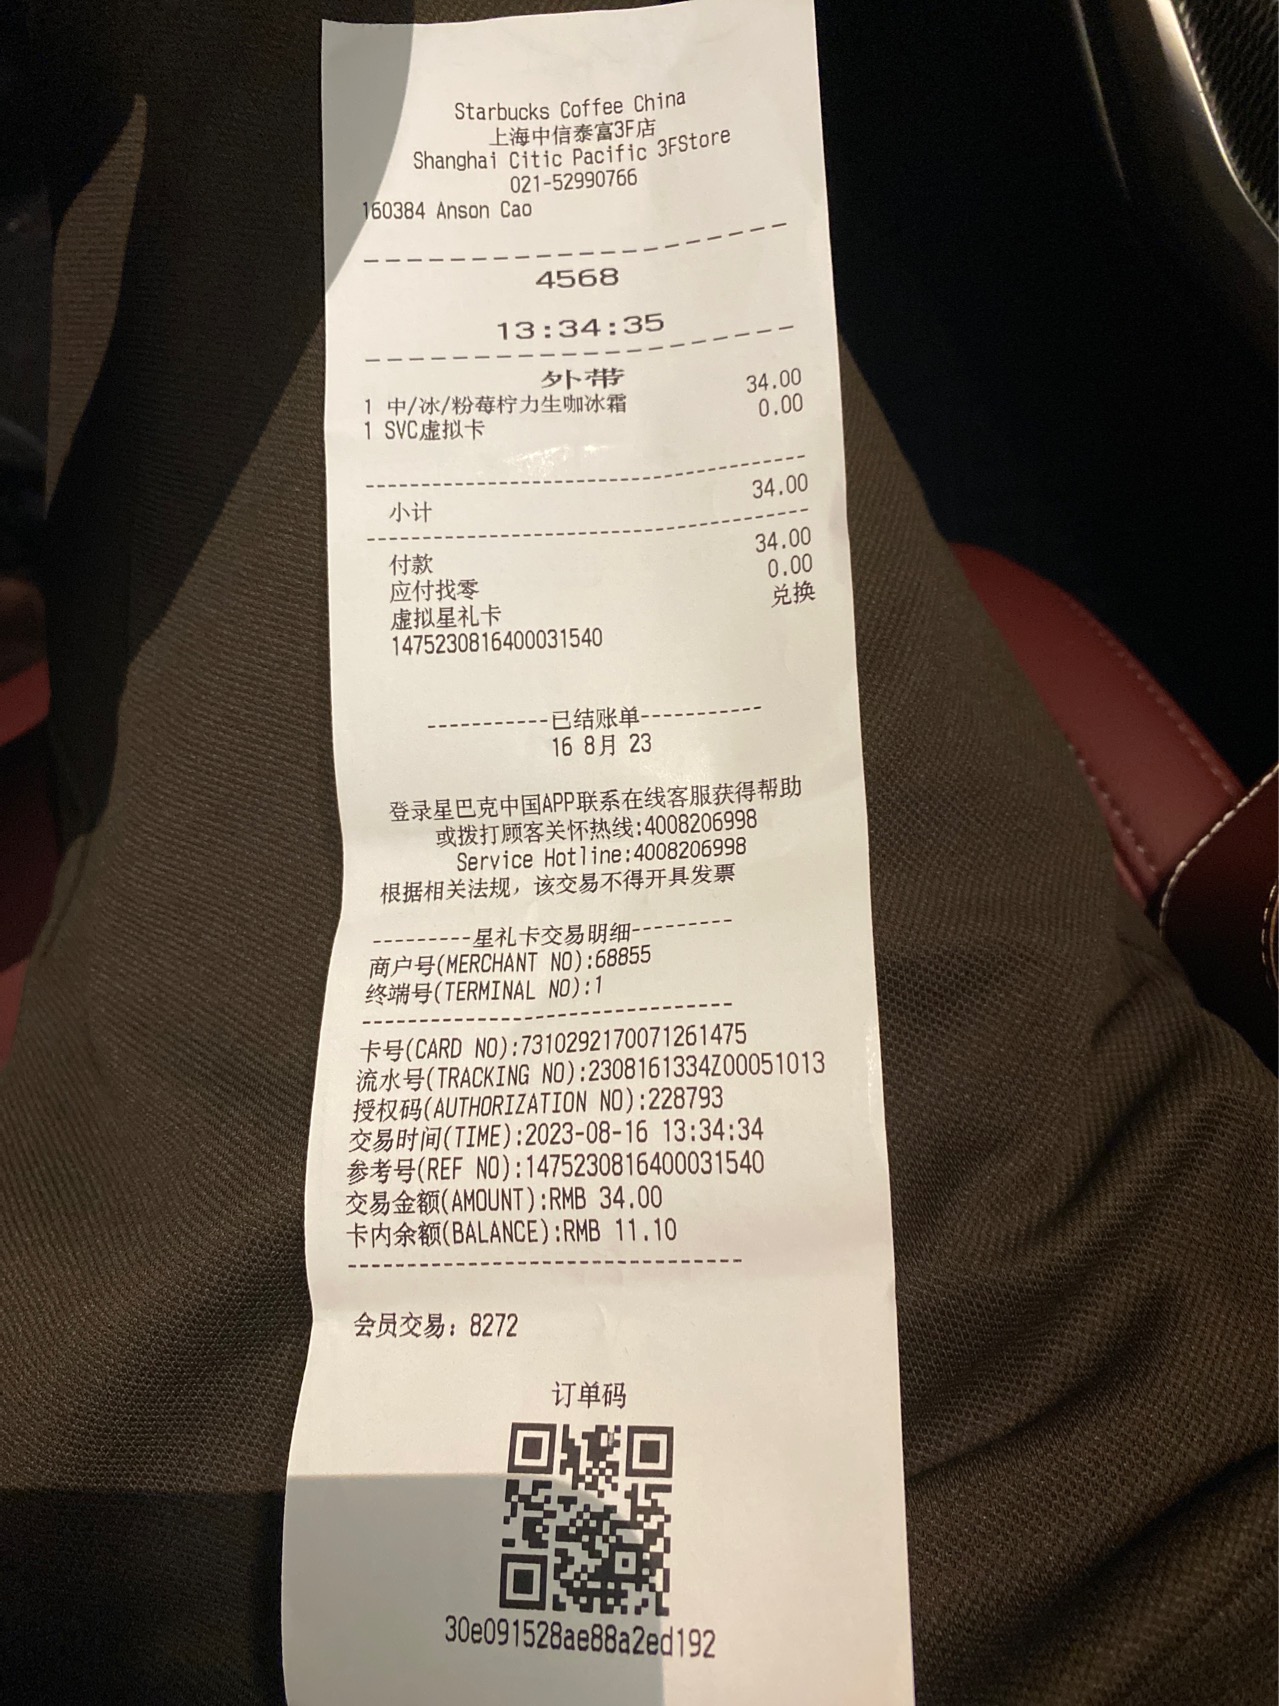 Starbucks Coffee China
上海中信泰富3F店
Shanghai Citic Pacific 3FStore
021-52990766
160384 Anson Cao
4568
13:34:35
外带
1 中/冰/粉莓柠力生咖冰霜 34.00
1 SVC虚拟卡 0.00
小计 34.00
付款 34.00
应付找零 0.00
虚拟星礼卡 兑换
1475230816400031540
-----------已结账单-----------
16 8月 23
登录星巴克中国APP联系在线客服获得帮助
或拨打顾客关怀热线:4008206998
Service Hotline:4008206998
根据相关法规，该交易不得开具发票
---------星礼卡交易明细---------
商户号(MERCHANT NO):68855
终端号(TERMINAL NO):1
卡号(CARD NO):7310292170071261475
流水号(TRACKING NO):2308161334Z00051013
授权码(AUTHORIZATION NO):228793
交易时间(TIME):2023-08-16 13:34:34
参考号(REF NO):1475230816400031540
交易金额(AMOUNT):RMB 34.00
卡内余额(BALANCE):RMB 11.10
会员交易: 8272
订单码
30e091528ae88a2ed192